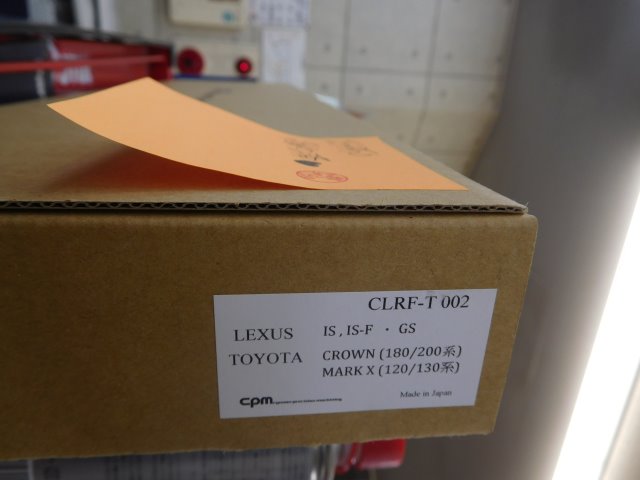 cpm
CLRF-T 002
LEXUS IS , IS-F ・ GS
TOYOTA CROWN (180/200系)
MARK X (120/130系)
cpm
Made in Japan